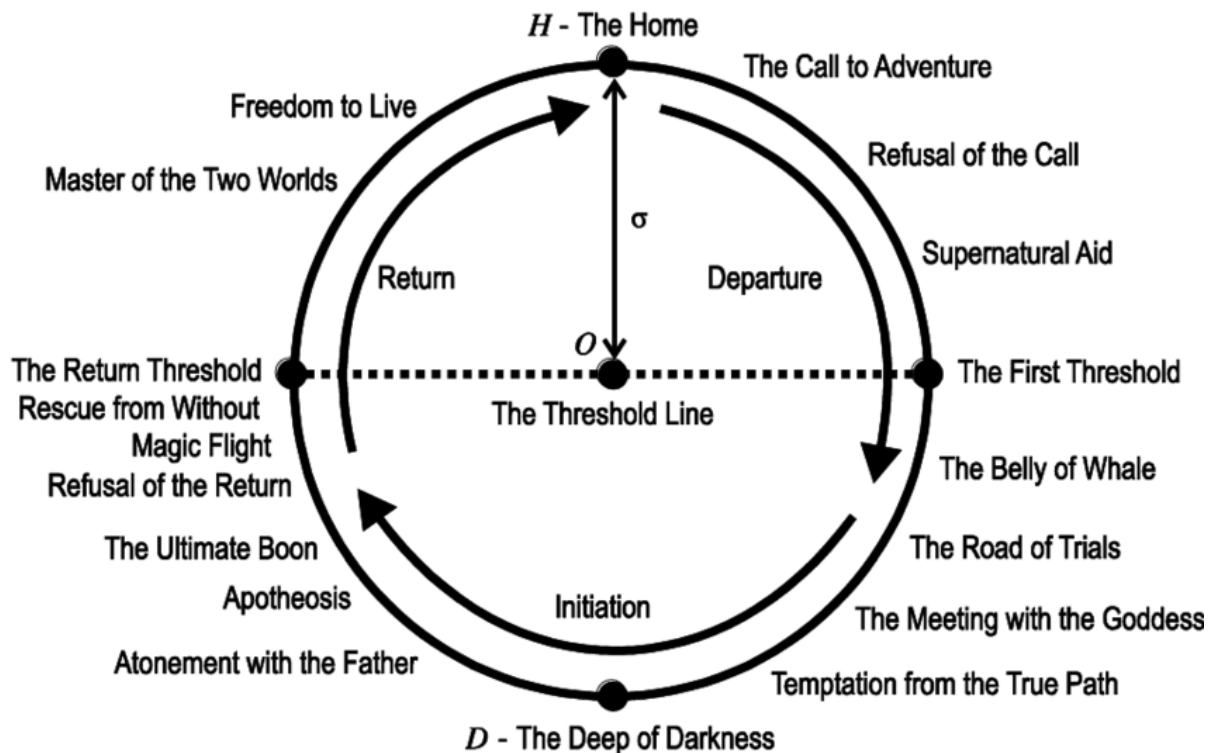 H - The Home
The Call to Adventure
Freedom to Live
Refusal of the Call
Master of the Two Worlds
σ
Supernatural Aid
Return
Departure
O
The Return Threshold
The First Threshold
Rescue from Without
The Threshold Line
Magic Flight
The Belly of Whale
Refusal of the Return
The Ultimate Boon
The Road of Trials
Apotheosis
Initiation
The Meeting with the Goddess
Atonement with the Father
Temptation from the True Path
D - The Deep of Darkness